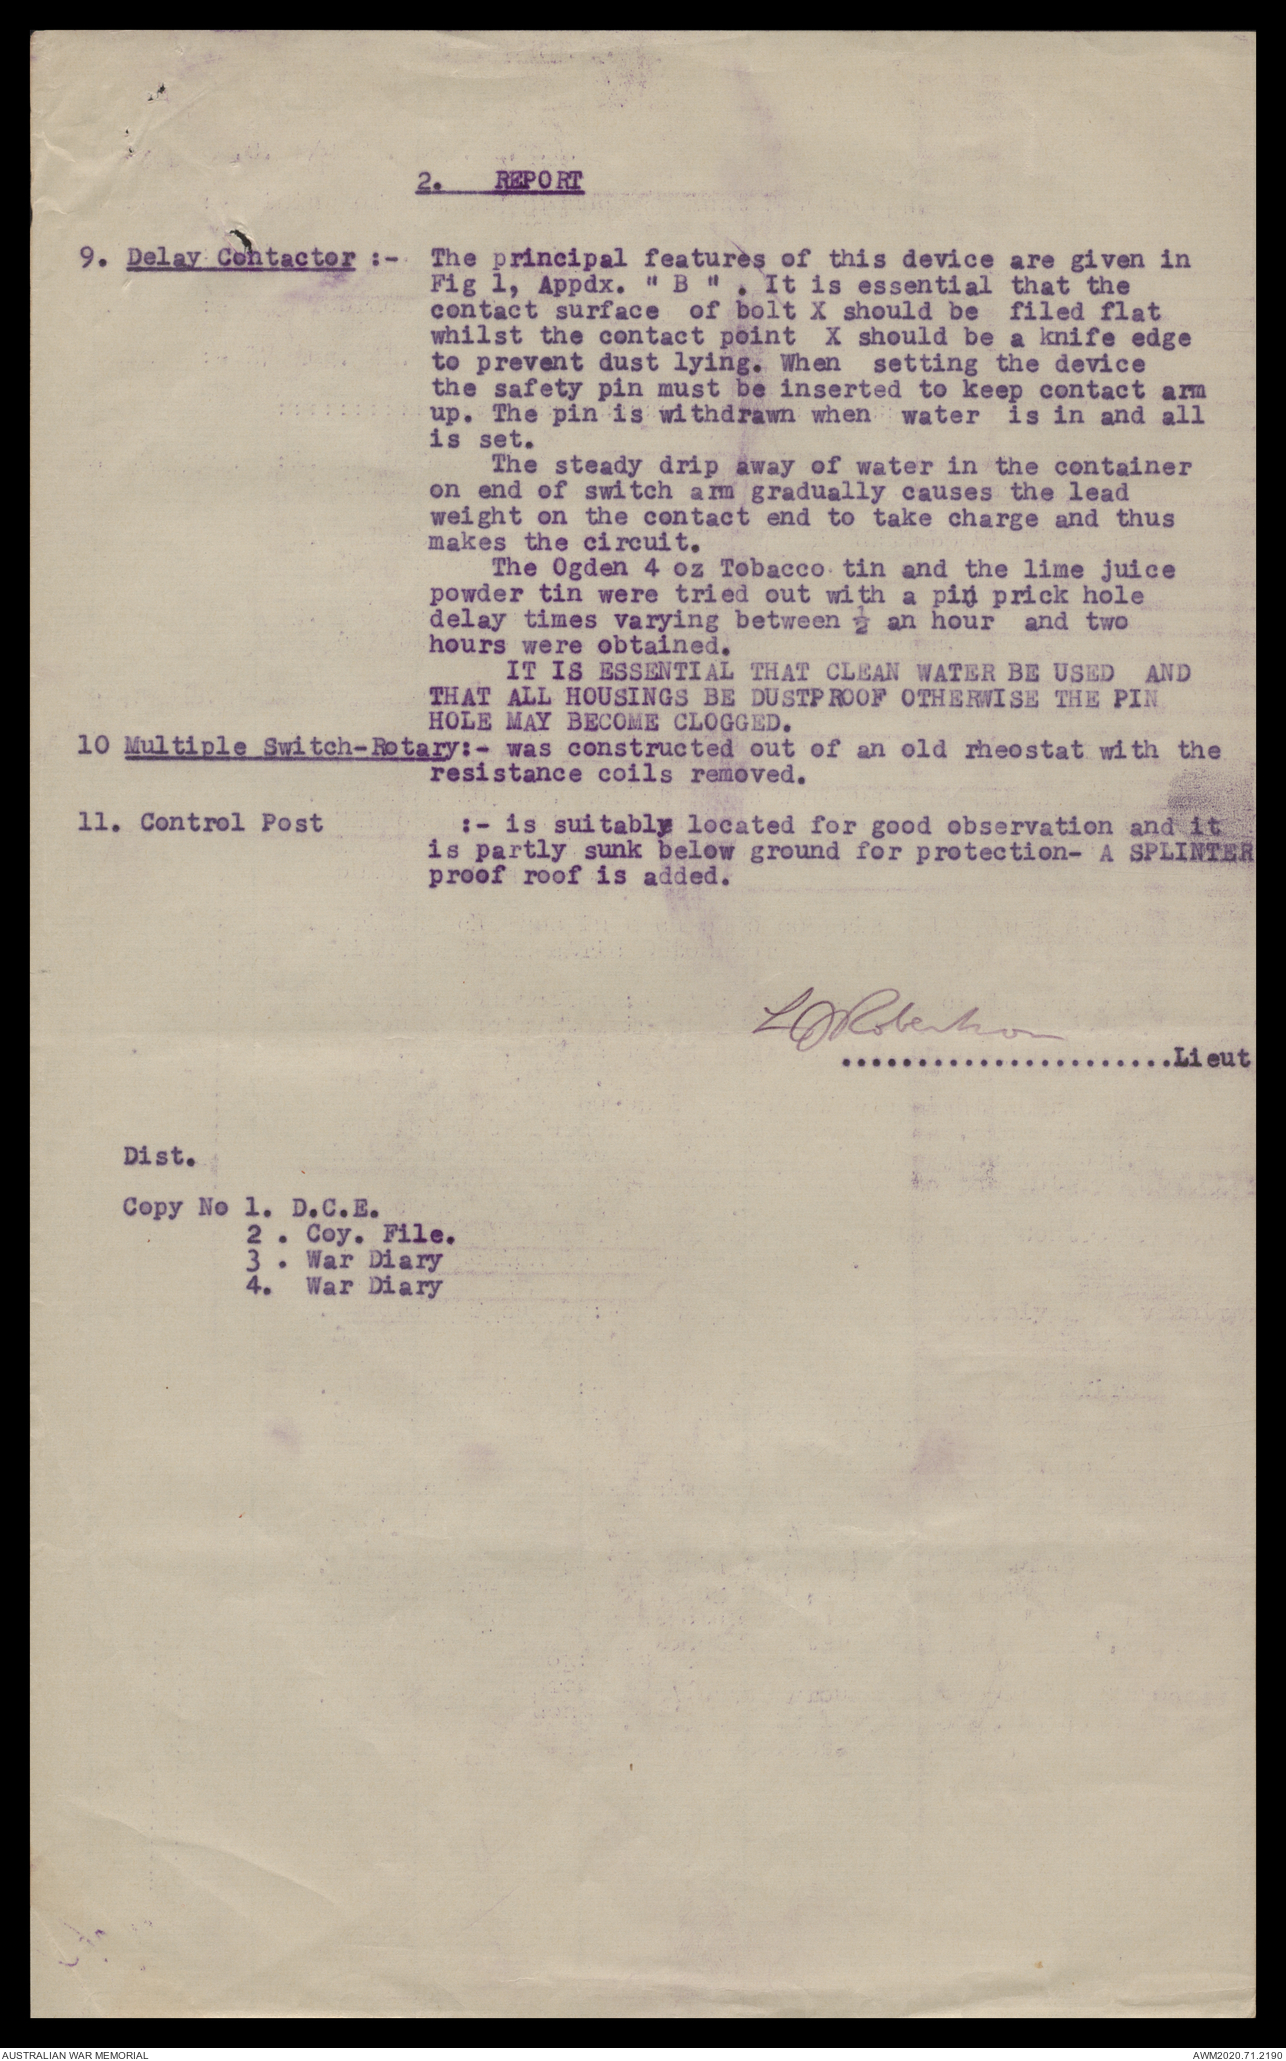 2. REPORT
9. Delay Contactor :- The principal features of this device are given in
Fig 1, Appdx. " B " . It is essential that the
contact surface of bolt X should be filed flat
whilst the contact point X should be a knife edge
to prevent dust lying. When setting the device
the safety pin must be inserted to keep contact arm
up. The pin is withdrawn when water is in and all
is set.
The steady drip away of water in the container
on end of switch arm gradually causes the lead
weight on the contact end to take charge and thus
makes the circuit.
The Ogden 4 oz Tobacco tin and the lime juice
powder tin were tried out with a pin prick hole
delay times varying between ½ an hour and two
hours were obtained.
IT IS ESSENTIAL THAT CLEAN WATER BE USED AND
THAT ALL HOUSINGS BE DUSTPROOF OTHERWISE THE PIN
HOLE MAY BECOME CLOGGED.
10 Multiple Switch-Rotary:- was constructed out of an old rheostat with the
resistance coils removed.
11. Control Post :- is suitably located for good observation and it
is partly sunk below ground for protection- A SPLINTER
proof roof is added.
L J Robertson
......................Lieut
Dist.
Copy No 1. D.C.E.
2 . Coy. File.
3 . War Diary
4. War Diary
AUSTRALIAN WAR MEMORIAL
AWM2020.71.2190